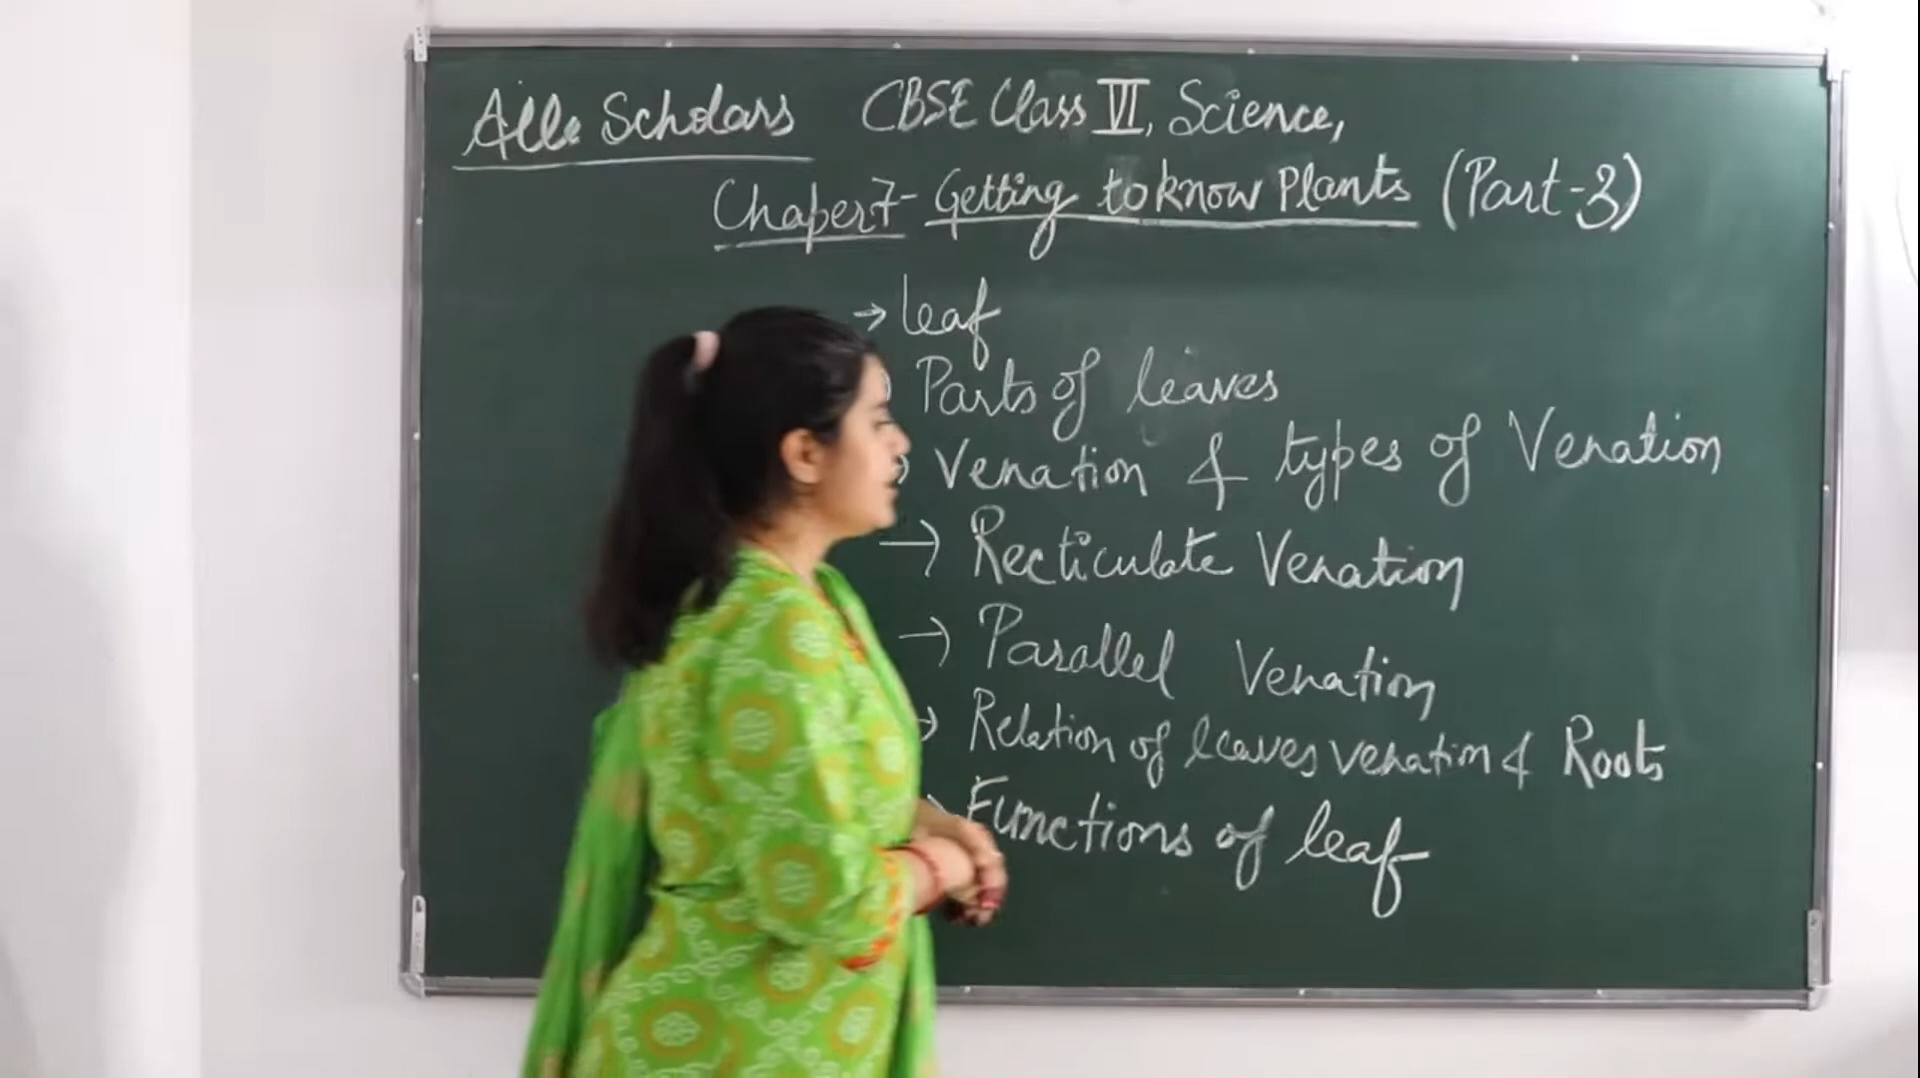 Alle Scholars CBSE Class VI, Science,
Chaper7- Getting to know Plants (Part-3)
→ leaf
Parts of leaves
Venation & types of Venation
→ Recticulate Venation
→ Parallel Venation
→ Relation of leaves venation & Roots
→ Functions of leaf